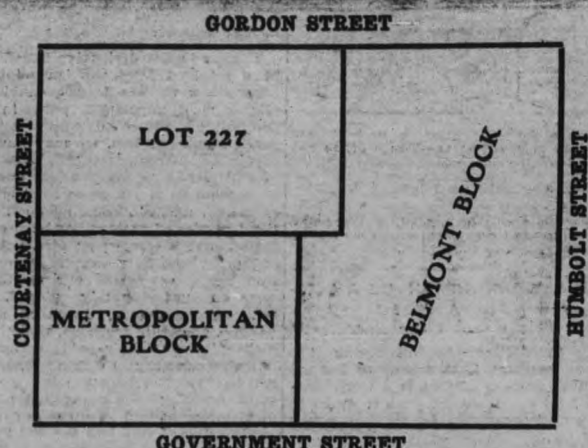 GORDON STREET
COURTENAY STREET
LOT 227
BELMONT BLOCK
HUMBOLT STREET
METROPOLITAN
BLOCK
GOVERNMENT STREET